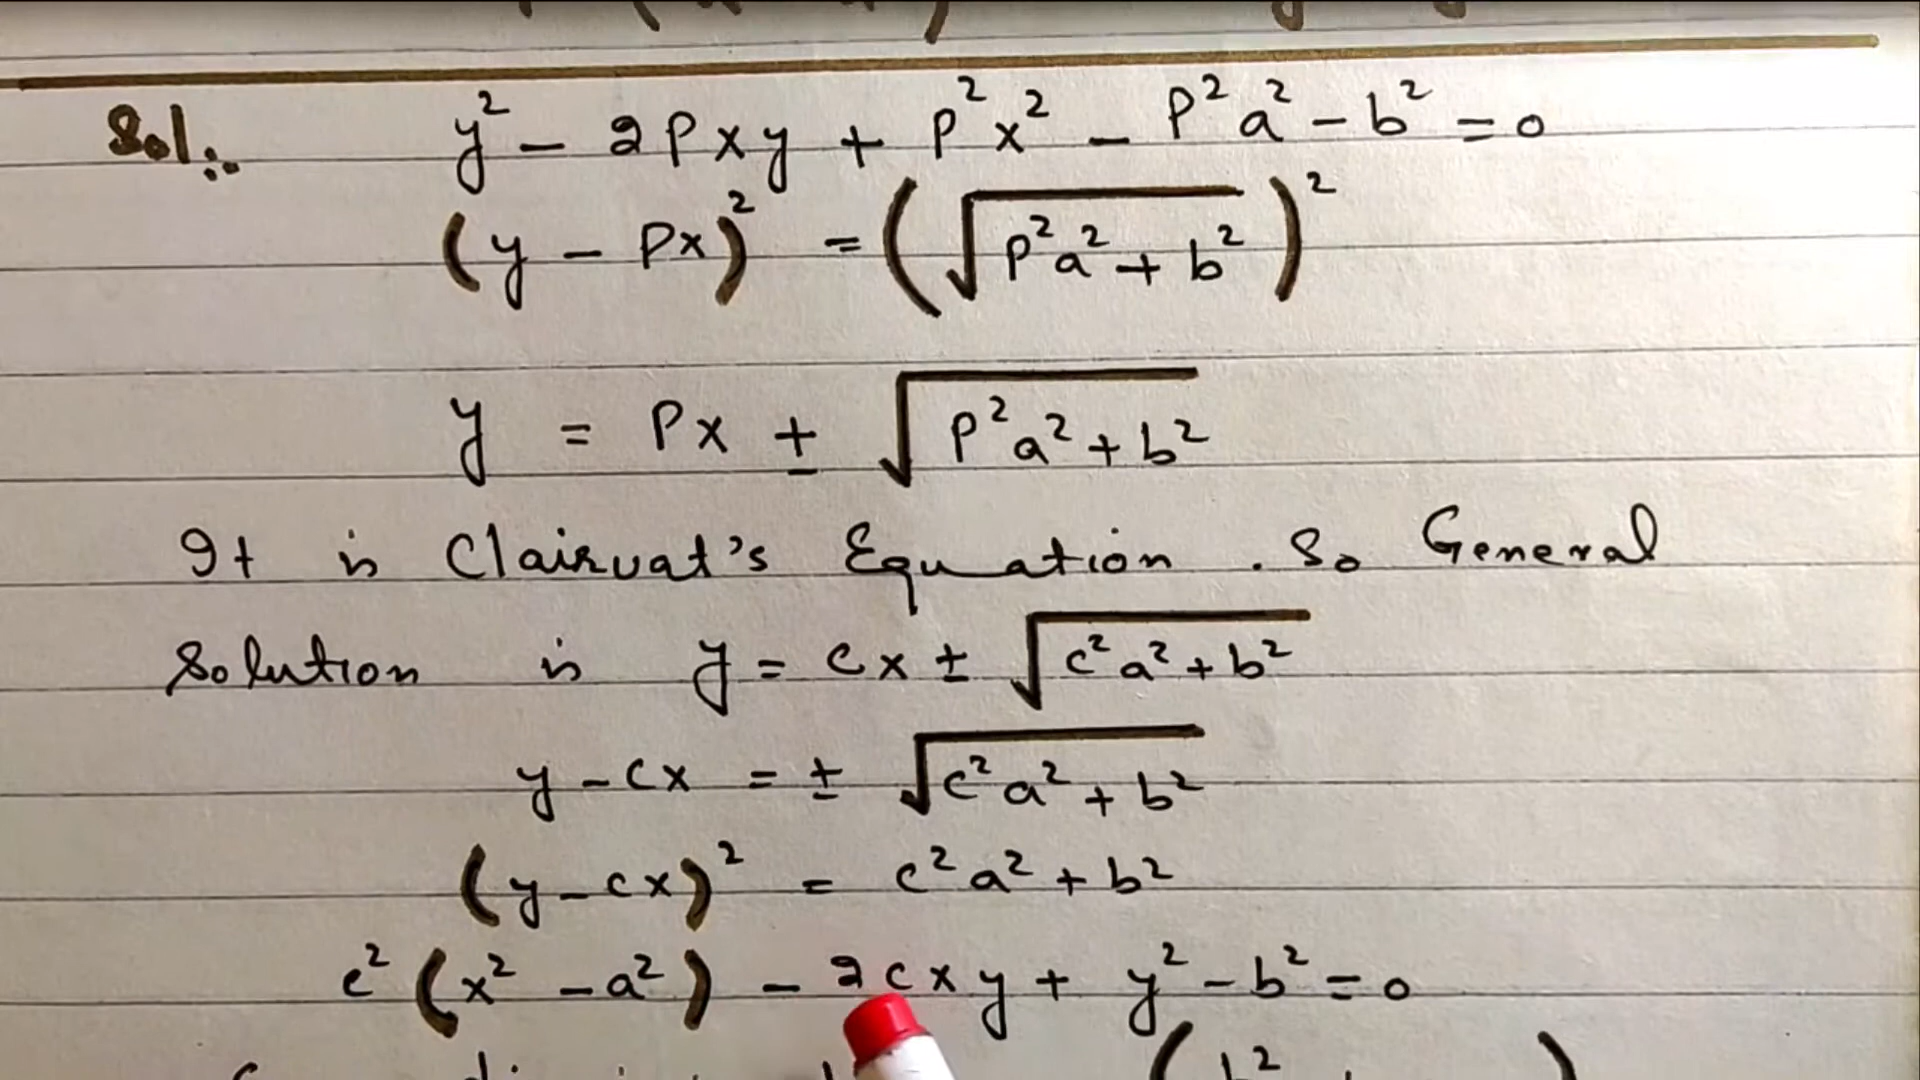 Sol:. y² - 2pxy + p²x² - p²a² - b² = 0
(y - px)² = (√(p²a² + b²))²
y = px ± √(p²a² + b²)
It is Clairuat's Equation. So General
Solution is y = cx ± √(c²a² + b²)
y - cx = ± √(c²a² + b²)
(y - cx)² = c²a² + b²
c²(x² - a²) - 2cxy + y² - b² = 0